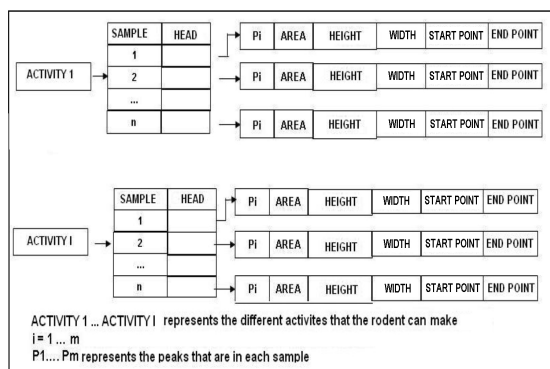 SAMPLE HEAD
1 Pi AREA HEIGHT WIDTH START POINT END POINT
ACTIVITY 1 2 Pi AREA HEIGHT WIDTH START POINT END POINT
...
n Pi AREA HEIGHT WIDTH START POINT END POINT
SAMPLE HEAD
1 Pi AREA HEIGHT WIDTH START POINT END POINT
ACTIVITY I 2 Pi AREA HEIGHT WIDTH START POINT END POINT
...
n Pi AREA HEIGHT WIDTH START POINT END POINT
ACTIVITY 1 ... ACTIVITY I represents the different activites that the rodent can make
i = 1 ... m
P1.... Pm represents the peaks that are in each sample